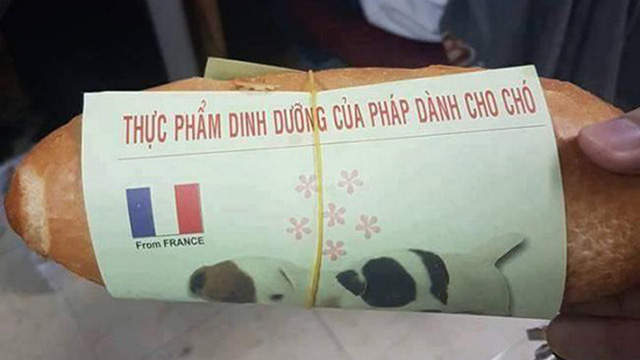 THỰC PHẨM DINH DƯỠNG CỦA PHÁP DÀNH CHO CHÓ
From FRANCE